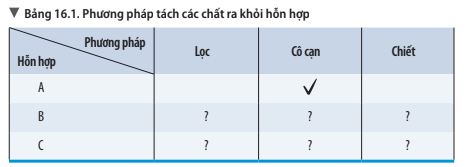 ▼ Bảng 16.1. Phương pháp tách các chất ra khỏi hỗn hợp
Phương pháp
Hỗn hợp
Lọc Cô cạn Chiết
A ✓
B ? ? ?
C ? ? ?